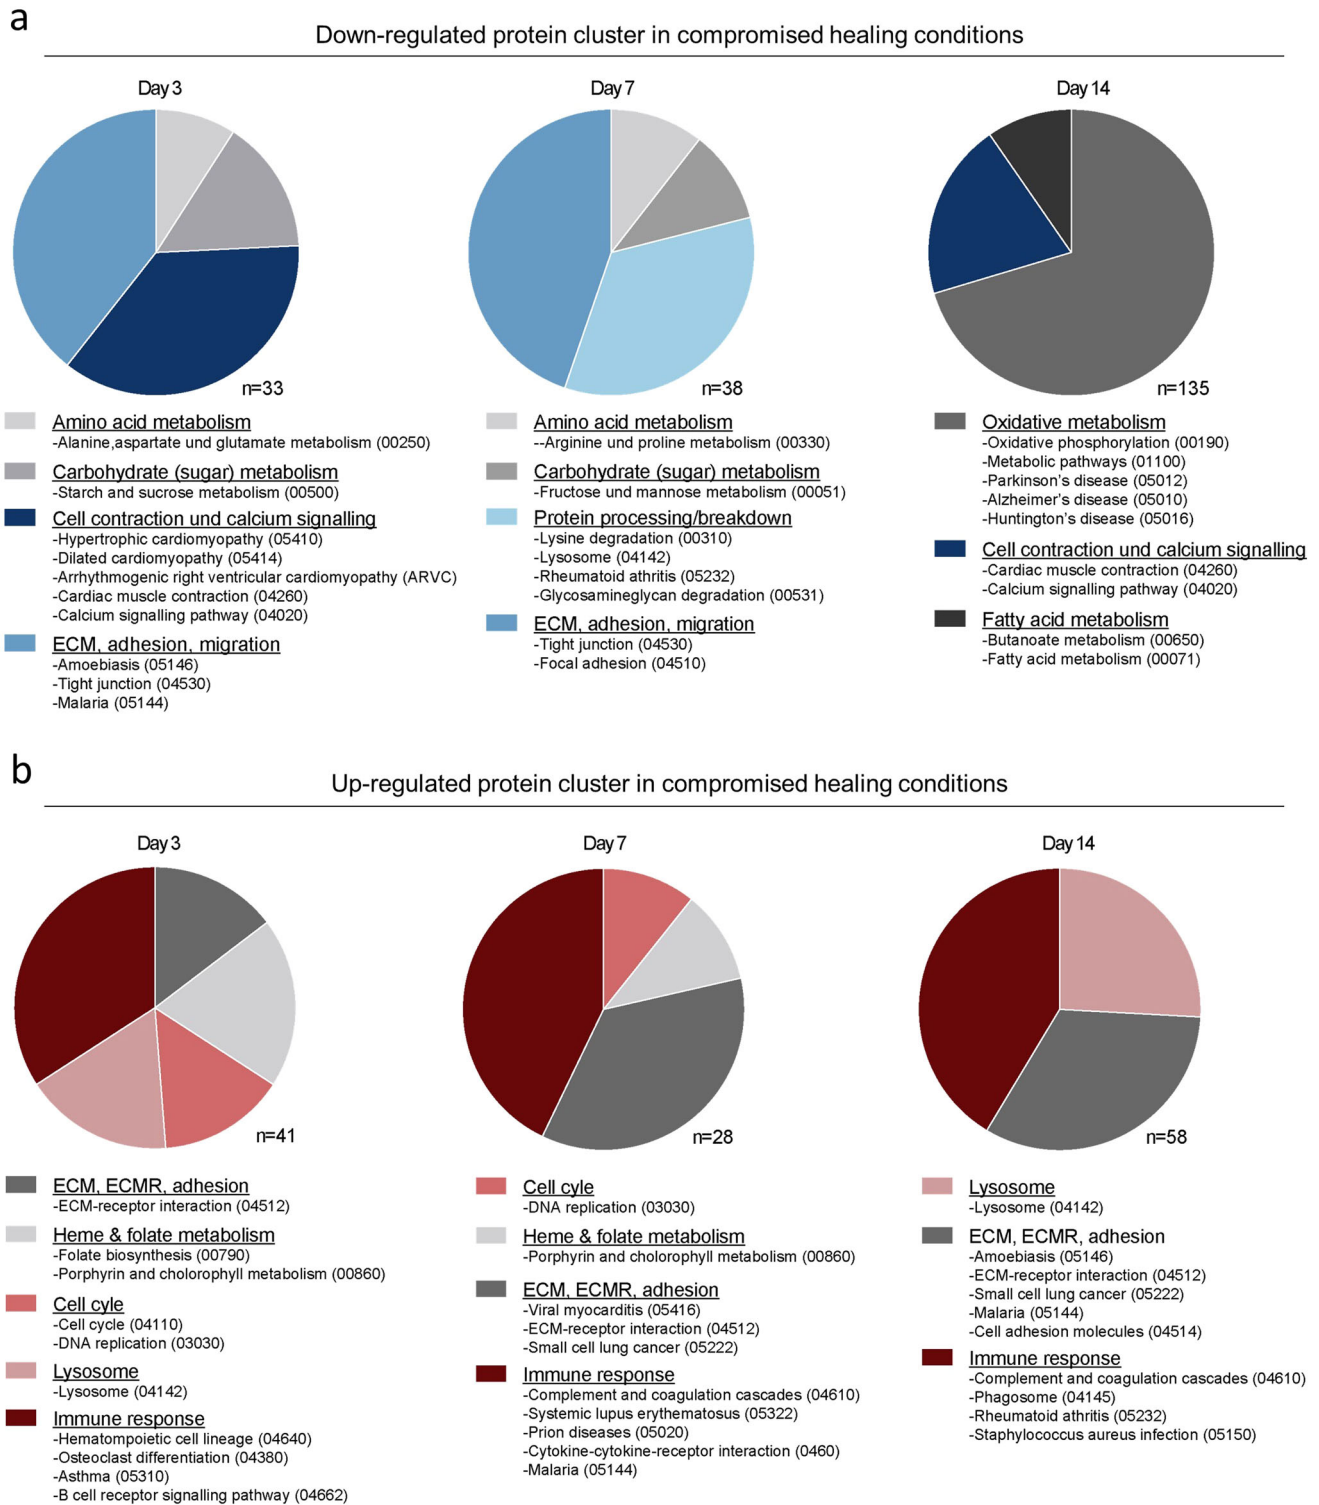 a
Down-regulated protein cluster in compromised healing conditions
Day 3
n=33
Amino acid metabolism
-Alanine,aspartate und glutamate metabolism (00250)
Carbohydrate (sugar) metabolism
-Starch and sucrose metabolism (00500)
Cell contraction und calcium signalling
-Hypertrophic cardiomyopathy (05410)
-Dilated cardiomyopathy (05414)
-Arrhythmogenic right ventricular cardiomyopathy (ARVC)
-Cardiac muscle contraction (04260)
-Calcium signalling pathway (04020)
ECM, adhesion, migration
-Amoebiasis (05146)
-Tight junction (04530)
-Malaria (05144)
Day 7
n=38
Amino acid metabolism
--Arginine und proline metabolism (00330)
Carbohydrate (sugar) metabolism
-Fructose und mannose metabolism (00051)
Protein processing/breakdown
-Lysine degradation (00310)
-Lysosome (04142)
-Rheumatoid athritis (05232)
-Glycosamineglycan degradation (00531)
ECM, adhesion, migration
-Tight junction (04530)
-Focal adhesion (04510)
Day 14
n=135
Oxidative metabolism
-Oxidative phosphorylation (00190)
-Metabolic pathways (01100)
-Parkinson's disease (05012)
-Alzheimer's disease (05010)
-Huntington's disease (05016)
Cell contraction und calcium signalling
-Cardiac muscle contraction (04260)
-Calcium signalling pathway (04020)
Fatty acid metabolism
-Butanoate metabolism (00650)
-Fatty acid metabolism (00071)
b
Up-regulated protein cluster in compromised healing conditions
Day 3
n=41
ECM, ECMR, adhesion
-ECM-receptor interaction (04512)
Heme & folate metabolism
-Folate biosynthesis (00790)
-Porphyrin and cholorophyll metabolism (00860)
Cell cyle
-Cell cycle (04110)
-DNA replication (03030)
Lysosome
-Lysosome (04142)
Immune response
-Hematompoietic cell lineage (04640)
-Osteoclast differentiation (04380)
-Asthma (05310)
-B cell receptor signalling pathway (04662)
Day 7
n=28
Cell cyle
-DNA replication (03030)
Heme & folate metabolism
-Porphyrin and cholorophyll metabolism (00860)
ECM, ECMR, adhesion
-Viral myocarditis (05416)
-ECM-receptor interaction (04512)
-Small cell lung cancer (05222)
Immune response
-Complement and coagulation cascades (04610)
-Systemic lupus erythematosus (05322)
-Prion diseases (05020)
-Cytokine-cytokine-receptor interaction (0460)
-Malaria (05144)
Day 14
n=58
Lysosome
-Lysosome (04142)
ECM, ECMR, adhesion
-Amoebiasis (05146)
-ECM-receptor interaction (04512)
-Small cell lung cancer (05222)
-Malaria (05144)
-Cell adhesion molecules (04514)
Immune response
-Complement and coagulation cascades (04610)
-Phagosome (04145)
-Rheumatoid athritis (05232)
-Staphylococcus aureus infection (05150)